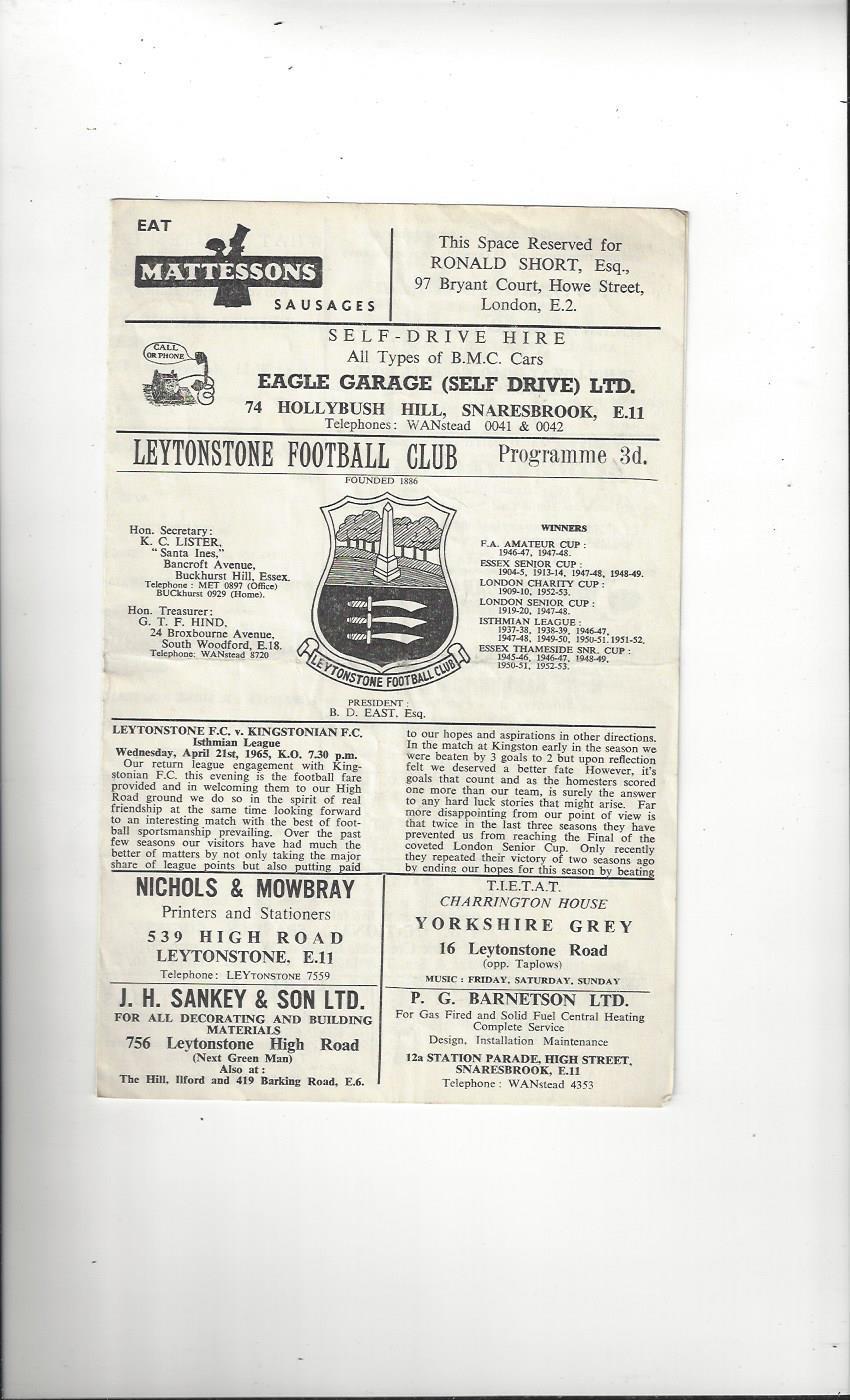 EAT
MATTESSONS
SAUSAGES
This Space Reserved for
RONALD SHORT, Esq.,
97 Bryant Court, Howe Street,
London, E.2.
SELF-DRIVE HIRE
All Types of B.M.C. Cars
CALL
OR PHONE
EAGLE GARAGE (SELF DRIVE) LTD.
74 HOLLYBUSH HILL, SNARESBROOK, E.11
Telephones: WANstead 0041 & 0042
LEYTONSTONE FOOTBALL CLUB Programme 3d.
FOUNDED 1886
Hon. Secretary:
K. C. LISTER,
"Santa Ines,"
Bancroft Avenue,
Buckhurst Hill, Essex.
Telephone: MET 0897 (Office)
BUCkhurst 0929 (Home).
Hon. Treasurer:
G. T. F. HIND,
24 Broxbourne Avenue,
South Woodford, E.18.
Telephone: WANstead 8720
LEYTONSTONE FOOTBALL CLUB
WINNERS
F.A. AMATEUR CUP:
1946-47, 1947-48.
ESSEX SENIOR CUP:
1904-5, 1913-14, 1947-48, 1948-49.
LONDON CHARITY CUP:
1909-10, 1952-53.
LONDON SENIOR CUP:
1919-20, 1947-48.
ISTHMIAN LEAGUE:
1937-38, 1938-39, 1946-47,
1947-48, 1949-50, 1950-51, 1951-52,
ESSEX THAMESIDE SNR. CUP:
1945-46, 1946-47, 1948-49,
1950-51, 1952-53.
PRESIDENT:
B. D. EAST, Esq.
LEYTONSTONE F.C. v. KINGSTONIAN F.C.
Isthmian League
Wednesday, April 21st, 1965, K.O. 7.30 p.m.
Our return league engagement with King-
stonian F.C. this evening is the football fare
provided and in welcoming them to our High
Road ground we do so in the spirit of real
friendship at the same time looking forward
to an interesting match with the best of foot-
ball sportsmanship prevailing. Over the past
few seasons our visitors have had much the
better of matters by not only taking the major
share of league points but also putting paid
to our hopes and aspirations in other directions.
In the match at Kingston early in the season we
were beaten by 3 goals to 2 but upon reflection
felt we deserved a better fate However, it's
goals that count and as the homesters scored
one more than our team, is surely the answer
to any hard luck stories that might arise. Far
more disappointing from our point of view is
that twice in the last three seasons they have
prevented us from reaching the Final of the
coveted London Senior Cup. Only recently
they repeated their victory of two seasons ago
by ending our hopes for this season by beating
NICHOLS & MOWBRAY
Printers and Stationers
539 HIGH ROAD
LEYTONSTONE, E.11
Telephone: LEYTONSTONE 7559
T.I.E.T.A.T.
CHARRINGTON HOUSE
YORKSHIRE GREY
16 Leytonstone Road
(opp. Taplows)
MUSIC: FRIDAY, SATURDAY, SUNDAY
J. H. SANKEY & SON LTD.
FOR ALL DECORATING AND BUILDING
MATERIALS
756 Leytonstone High Road
(Next Green Man)
Also at:
The Hill, Ilford and 419 Barking Road, E.6.
P. G. BARNETSON LTD.
For Gas Fired and Solid Fuel Central Heating
Complete Service
Design, Installation Maintenance
12a STATION PARADE, HIGH STREET,
SNARESBROOK, E.11
Telephone: WANstead 4353